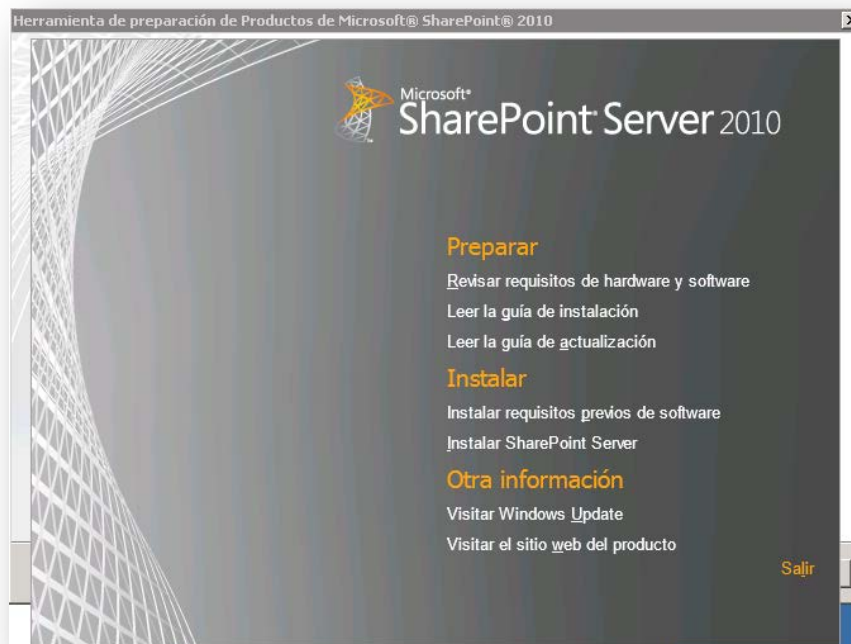 Herramienta de preparación de Productos de Microsoft® SharePoint® 2010
Microsoft®
SharePoint® Server 2010
Preparar
Revisar requisitos de hardware y software
Leer la guía de instalación
Leer la guía de actualización
Instalar
Instalar requisitos previos de software
Instalar SharePoint Server
Otra información
Visitar Windows Update
Visitar el sitio web del producto
Salir